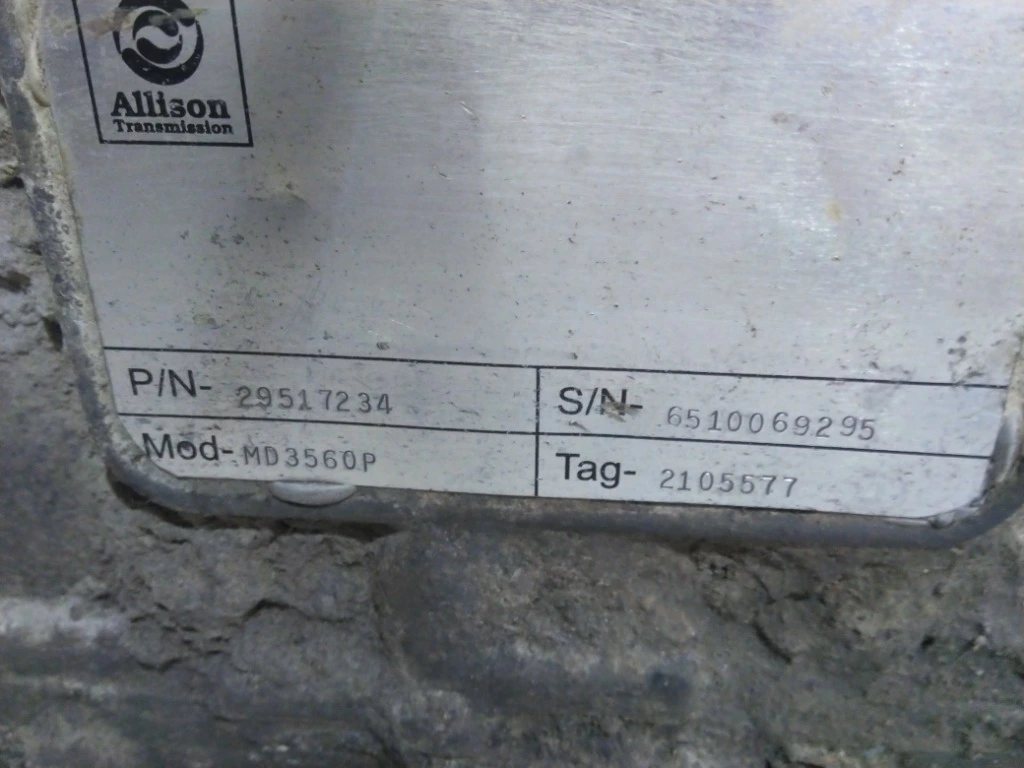 Allison
Transmission
P/N- 29517234
S/N- 6510069295
Mod- MD3560P
Tag- 2105577